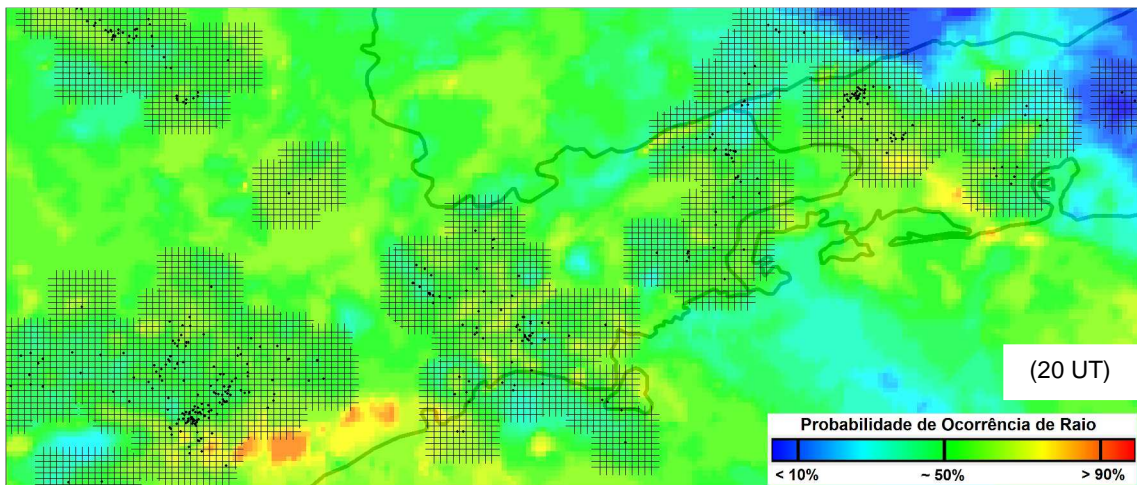 (20 UT)
Probabilidade de Ocorrência de Raio
< 10% ~ 50% > 90%